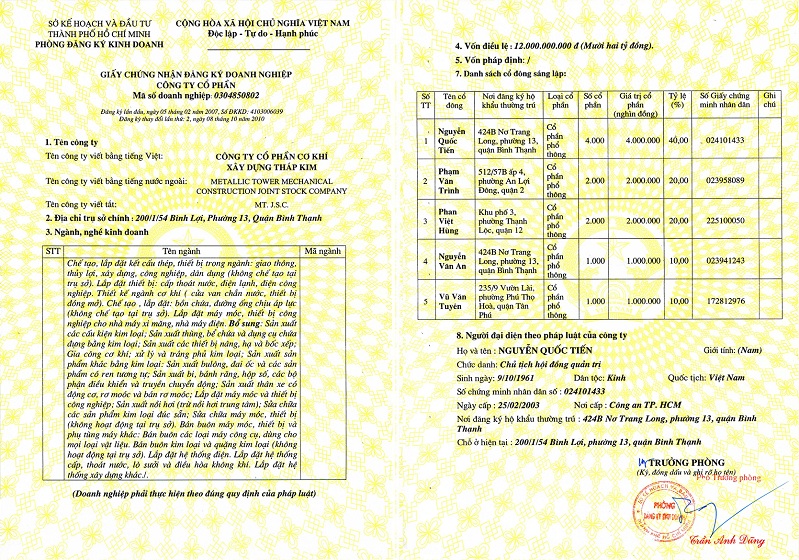 SỞ KẾ HOẠCH VÀ ĐẦU TƯ
THÀNH PHỐ HỒ CHÍ MINH
PHÒNG ĐĂNG KÝ KINH DOANH
CỘNG HÒA XÃ HỘI CHỦ NGHĨA VIỆT NAM
Độc lập - Tự do - Hạnh phúc
GIẤY CHỨNG NHẬN ĐĂNG KÝ DOANH NGHIỆP
CÔNG TY CỔ PHẦN
Mã số doanh nghiệp: 0304850802
Đăng ký lần đầu, ngày 05 tháng 02 năm 2007, Số ĐKKD: 4103006039
Đăng ký thay đổi lần thứ: 2, ngày 08 tháng 10 năm 2010
1. Tên công ty
Tên công ty viết bằng tiếng Việt: CÔNG TY CỔ PHẦN CƠ KHÍ
XÂY DỰNG THÁP KIM
Tên công ty viết bằng tiếng nước ngoài: METALLIC TOWER MECHANICAL
CONSTRUCTION JOINT STOCK COMPANY
Tên công ty viết tắt: MT. J.S.C.
2. Địa chỉ trụ sở chính : 200/1/54 Bình Lợi, Phường 13, Quận Bình Thạnh
3. Ngành, nghề kinh doanh
STT Tên ngành Mã ngành
Chế tạo, lắp đặt kết cấu thép, thiết bị trong ngành: giao thông,
thủy lợi, xây dựng, công nghiệp, dân dụng (không chế tạo tại
trụ sở). Lắp đặt thiết bị: cấp thoát nước, điện lạnh, điện công
nghiệp. Thiết kế ngành cơ khí ( cửa van chắn nước, thiết bị
đóng mở). Chế tạo , lắp đặt: bồn chứa, đường ống chịu áp lực
(không chế tạo tại trụ sở). Lắp đặt máy móc, thiết bị công
nghiệp cho nhà máy xi măng, nhà máy điện. Bổ sung: Sản xuất
các cấu kiện kim loại; Sản xuất thùng, bể chứa và dụng cụ chứa
đựng bằng kim loại; Sản xuất các thiết bị nâng, hạ và bốc xếp;
Gia công cơ khí; xử lý và tráng phủ kim loại; Sản xuất sản
phẩm khác bằng kim loại: Sản xuất bulông, đai ốc và các sản
phẩm có ren tương tự; Sản xuất bi, bánh răng, hộp số, các bộ
phận điều khiển và truyền chuyển động; Sản xuất thân xe có
động cơ, rơ moóc và bán rơ moóc; Lắp đặt máy móc và thiết bị
công nghiệp; Sản xuất nồi hơi (trừ nồi hơi trung tâm); Sửa chữa
các sản phẩm kim loại đúc sẵn; Sửa chữa máy móc, thiết bị
(không hoạt động tại trụ sở). Bán buôn máy móc, thiết bị và
phụ tùng máy khác: Bán buôn các loại máy công cụ, dùng cho
mọi loại vật liệu. Bán buôn kim loại và quặng kim loại (không
hoạt động tại trụ sở). Lắp đặt hệ thống điện. Lắp đặt hệ thống
cấp, thoát nước, lò sưởi và điều hòa không khí. Lắp đặt hệ
thống xây dựng khác./.
(Doanh nghiệp phải thực hiện theo đúng quy định của pháp luật)
4. Vốn điều lệ : 12.000.000.000 đ (Mười hai tỷ đồng).
5. Vốn pháp định: /
7. Danh sách cổ đông sáng lập:
Số TT Tên cổ đông Nơi đăng ký hộ khẩu thường trú Loại cổ phần Số cổ phần Giá trị cổ phần (nghìn đồng) Tỷ lệ (%) Số Giấy chứng minh nhân dân Ghi chú
1 Nguyễn Quốc Tiến 424B Nơ Trang Long, phường 13, quận Bình Thạnh Cổ phần phổ thông 4.000 4.000.000 40,00 024101433
2 Phạm Văn Trinh 512/57B ấp 4, phường An Lợi Đông, quận 2 Cổ phần phổ thông 2.000 2.000.000 20,00 023958089
3 Phan Việt Hùng Khu phố 3, phường Thạnh Lộc, quận 12 Cổ phần phổ thông 2.000 2.000.000 20,00 225100050
4 Nguyễn Văn An 424B Nơ Trang Long, phường 13, quận Bình Thạnh Cổ phần phổ thông 1.000 1.000.000 10,00 023941243
5 Vũ Văn Tuyên 235/9 Vườn Lài, phường Phú Thọ Hoà, quận Tân Phú Cổ phần phổ thông 1.000 1.000.000 10,00 172812976
8. Người đại diện theo pháp luật của công ty
Họ và tên : NGUYỄN QUỐC TIẾN Giới tính: (Nam)
Chức danh: Chủ tịch hội đồng quản trị
Sinh ngày: 9/10/1961 Dân tộc: Kinh Quốc tịch: Việt Nam
Số chứng minh nhân dân số : 024101433
Ngày cấp : 25/02/2003 Nơi cấp : Công an TP. HCM
Nơi đăng ký hộ khẩu thường trú : 424B Nơ Trang Long, phường 13, quận Bình
Thạnh
Chỗ ở hiện tại : 200/1/54 Bình Lợi, phường 13, quận Bình Thạnh
TRƯỞNG PHÒNG
(Ký, đóng dấu và ghi rõ họ tên)
Phó Trưởng phòng
PHÒNG
ĐĂNG KÝ KINH DOANH
Trần Anh Dũng